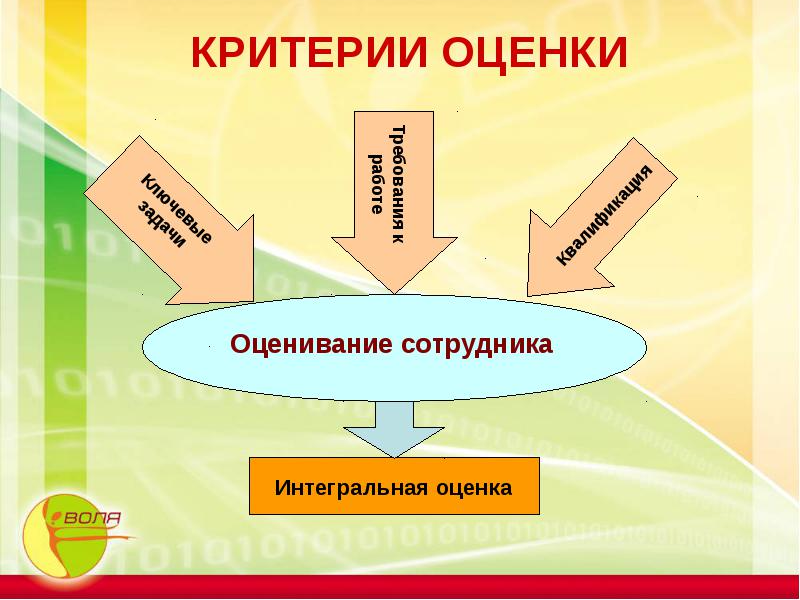 КРИТЕРИИ ОЦЕНКИ
Ключевые
задачи
Требования к
работе
Квалификация
Оценивание сотрудника
Интегральная оценка
ВОЛЯ